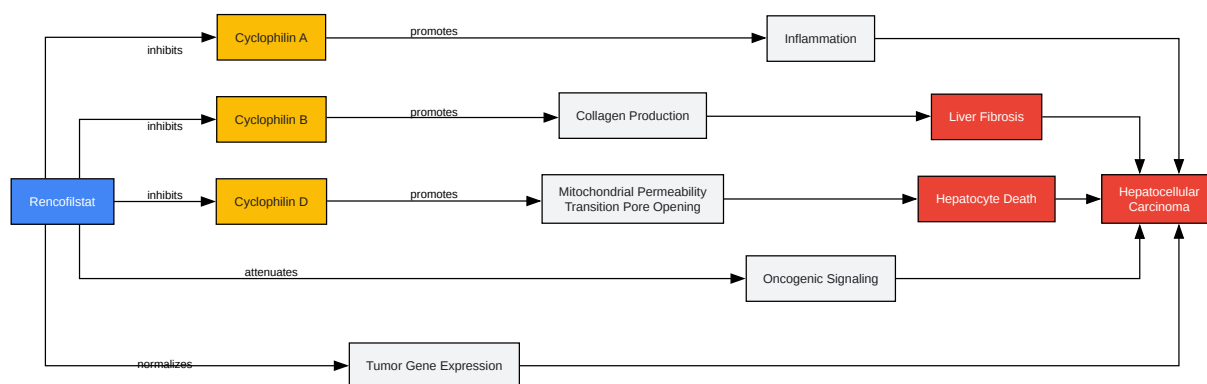 Cyclophilin A
promotes
Inflammation
inhibits
Cyclophilin B
promotes
Collagen Production
Liver Fibrosis
inhibits
Rencofilstat
inhibits
Cyclophilin D
promotes
Mitochondrial Permeability
Transition Pore Opening
Hepatocyte Death
Hepatocellular
Carcinoma
attenuates
Oncogenic Signaling
normalizes
Tumor Gene Expression